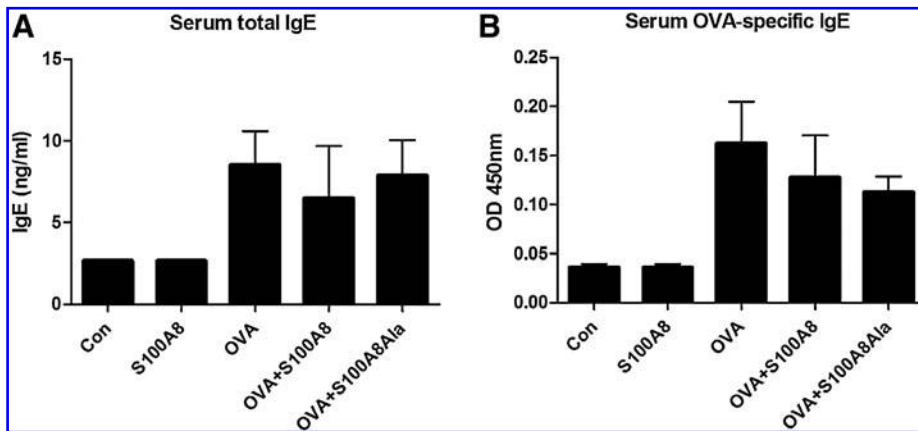 A
Serum total IgE
IgE (ng/ml)
15
10
5
0
Con
S100A8
OVA
OVA+S100A8
OVA+S100A8Ala
B
Serum OVA-specific IgE
OD 450nm
0.25
0.20
0.15
0.10
0.05
0.00
Con
S100A8
OVA
OVA+S100A8
OVA+S100A8Ala